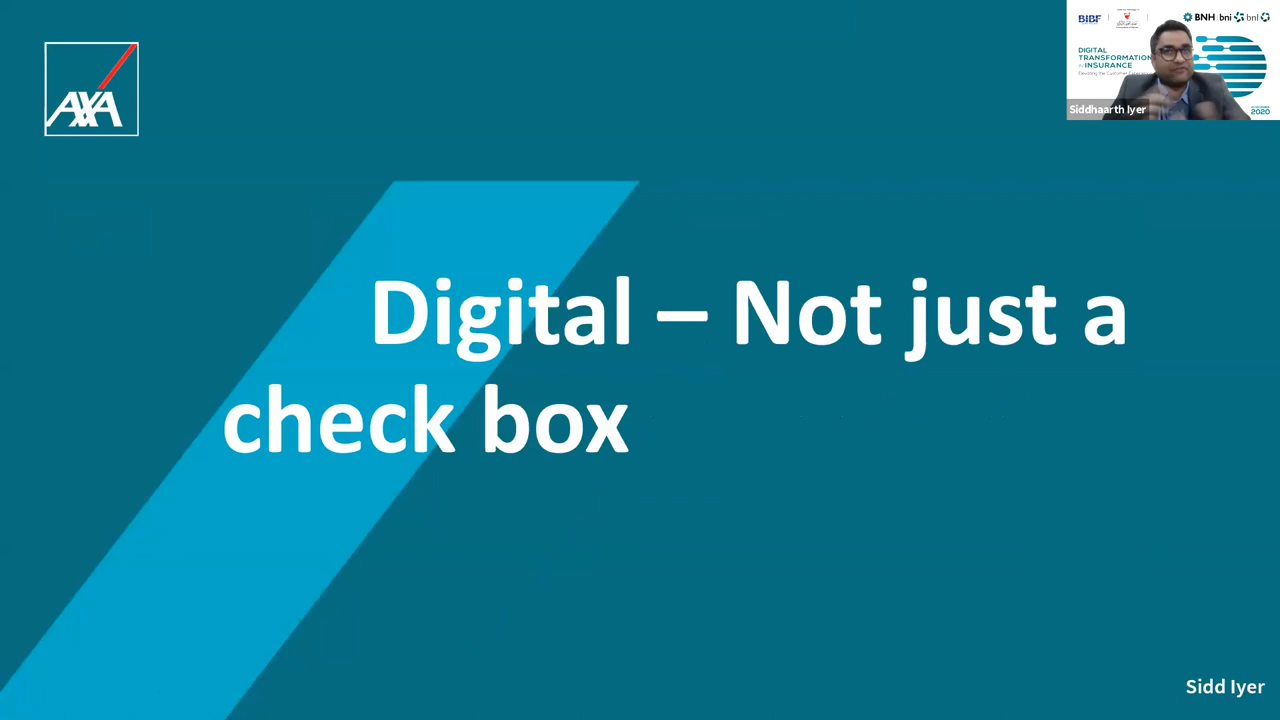 AXA
Digital – Not just a
check box
Sidd Iyer
BIBF
BNH bni bnl
DIGITAL
TRANSFORMATION
IN INSURANCE
Elevating the Customer
Siddhaarth Iyer
2020